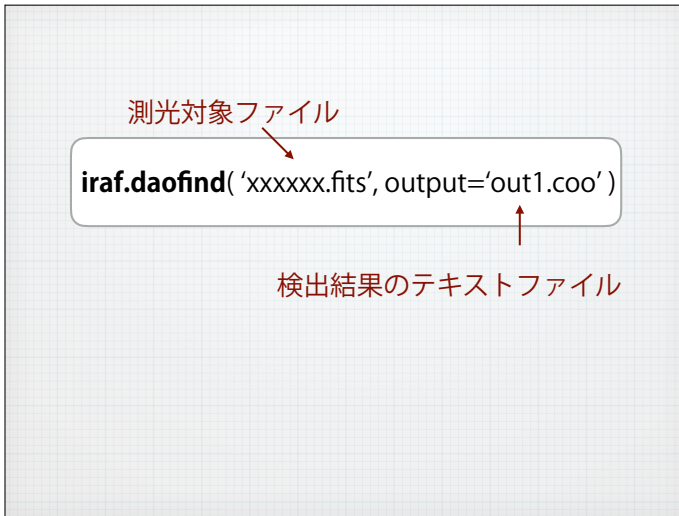 測光対象ファイル
iraf.daofind( ‘xxxxxx.fits’, output=‘out1.coo’ )
検出結果のテキストファイル